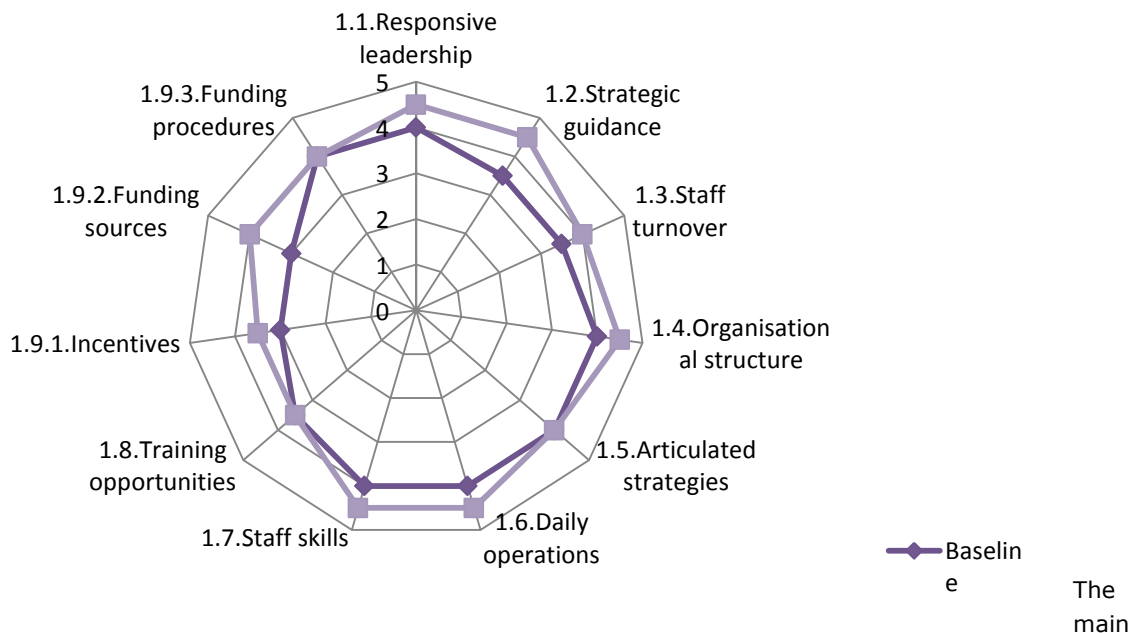 1.1.Responsive
leadership
1.2.Strategic
guidance
1.3.Staff
turnover
1.4.Organisation
al structure
1.5.Articulated
strategies
1.6.Daily
operations
1.7.Staff skills
1.8.Training
opportunities
1.9.1.Incentives
1.9.2.Funding
sources
1.9.3.Funding
procedures
5
4
3
2
1
0
Baselin
e
The
main